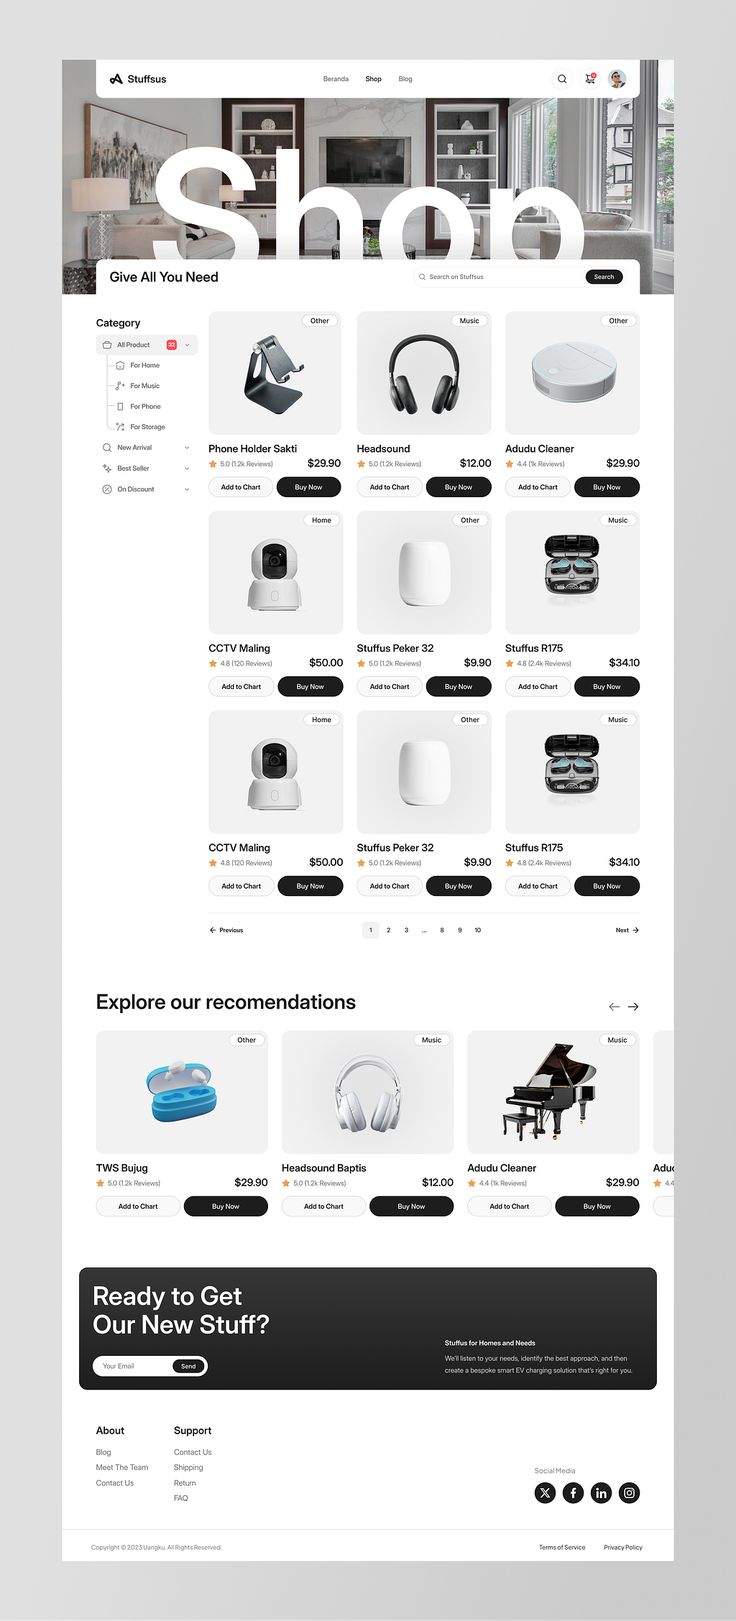 Stuffsus
Beranda
Shop
Blog
Shop
Give All You Need
Search on Stuffsus
Search
Category
All Product
32
For Home
For Music
For Phone
For Storage
New Arrival
Best Seller
On Discount
Other
Phone Holder Sakti
5.0 (1.2k Reviews)
$29.90
Add to Chart
Buy Now
Music
Headsound
5.0 (1.2k Reviews)
$12.00
Add to Chart
Buy Now
Other
Adudu Cleaner
4.4 (1k Reviews)
$29.90
Add to Chart
Buy Now
Home
CCTV Maling
4.8 (120 Reviews)
$50.00
Add to Chart
Buy Now
Other
Stuffus Peker 32
5.0 (1.2k Reviews)
$9.90
Add to Chart
Buy Now
Music
Stuffus R175
4.8 (2.4k Reviews)
$34.10
Add to Chart
Buy Now
Home
CCTV Maling
4.8 (120 Reviews)
$50.00
Add to Chart
Buy Now
Other
Stuffus Peker 32
5.0 (1.2k Reviews)
$9.90
Add to Chart
Buy Now
Music
Stuffus R175
4.8 (2.4k Reviews)
$34.10
Add to Chart
Buy Now
Previous
1 2 3 ... 8 9 10
Next
Explore our recomendations
Other
TWS Bujug
5.0 (1.2k Reviews)
$29.90
Add to Chart
Buy Now
Music
Headsound Baptis
5.0 (1.2k Reviews)
$12.00
Add to Chart
Buy Now
Music
Adudu Cleaner
4.4 (1k Reviews)
$29.90
Add to Chart
Buy Now
Aduc
4.4
Ready to Get
Our New Stuff?
Your Email
Send
Stuffus for Homes and Needs
We'll listen to your needs, identify the best approach, and then
create a bespoke smart EV charging solution that's right for you.
About
Blog
Meet The Team
Contact Us
Support
Contact Us
Shipping
Return
FAQ
Social Media
Copyright © 2023 Uangku. All Rights Reserved.
Terms of Service
Privacy Policy